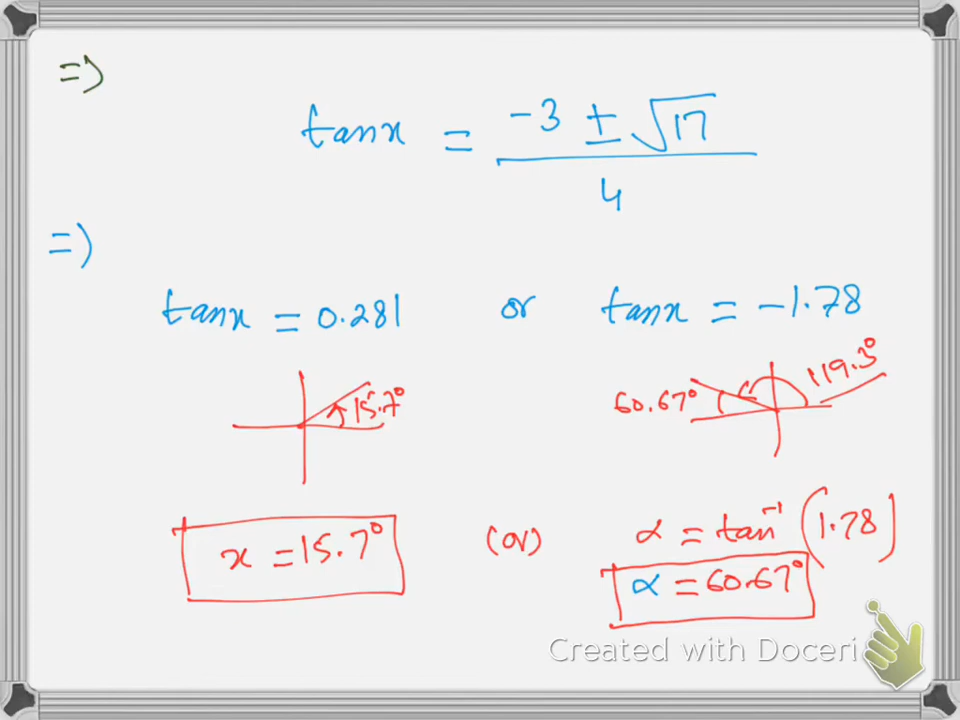 =>
tanx = (-3 ± √17) / 4
=>
tanx = 0.281 or tanx = -1.78
15.7° 60.67° 119.3°
x = 15.7° (or) α = tan⁻¹(1.78)
α = 60.67°
Created with Doceri